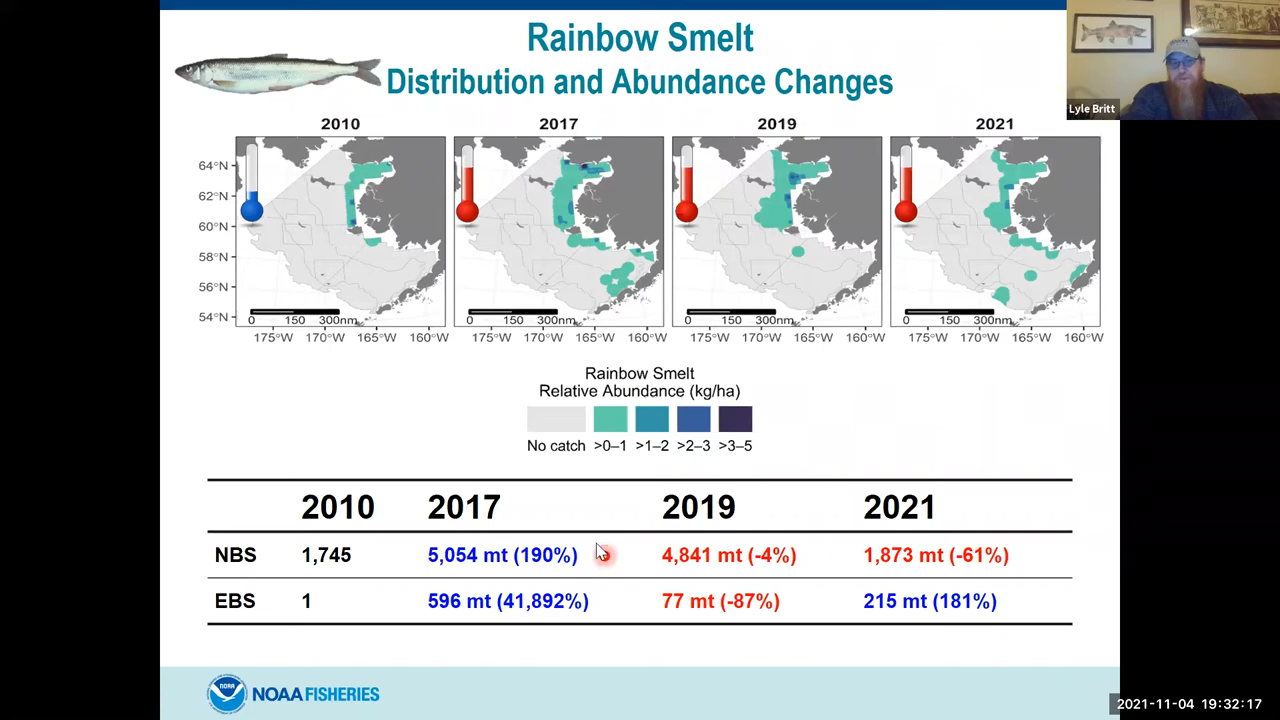 Rainbow Smelt
Distribution and Abundance Changes
Lyle Britt
2010 2017 2019 2021
64°N
62°N
60°N
58°N
56°N
54°N
0 150 300nm 0 150 300nm 0 150 300nm 0 150 300nm
175°W 170°W 165°W 160°W 175°W 170°W 165°W 160°W 175°W 170°W 165°W 160°W 175°W 170°W 165°W 160°W
Rainbow Smelt
Relative Abundance (kg/ha)
No catch >0–1 >1–2 >2–3 >3–5
2010 2017 2019 2021
NBS 1,745 5,054 mt (190%) 4,841 mt (-4%) 1,873 mt (-61%)
EBS 1 596 mt (41,892%) 77 mt (-87%) 215 mt (181%)
NOAA
NOAA FISHERIES
2021-11-04 19:32:17